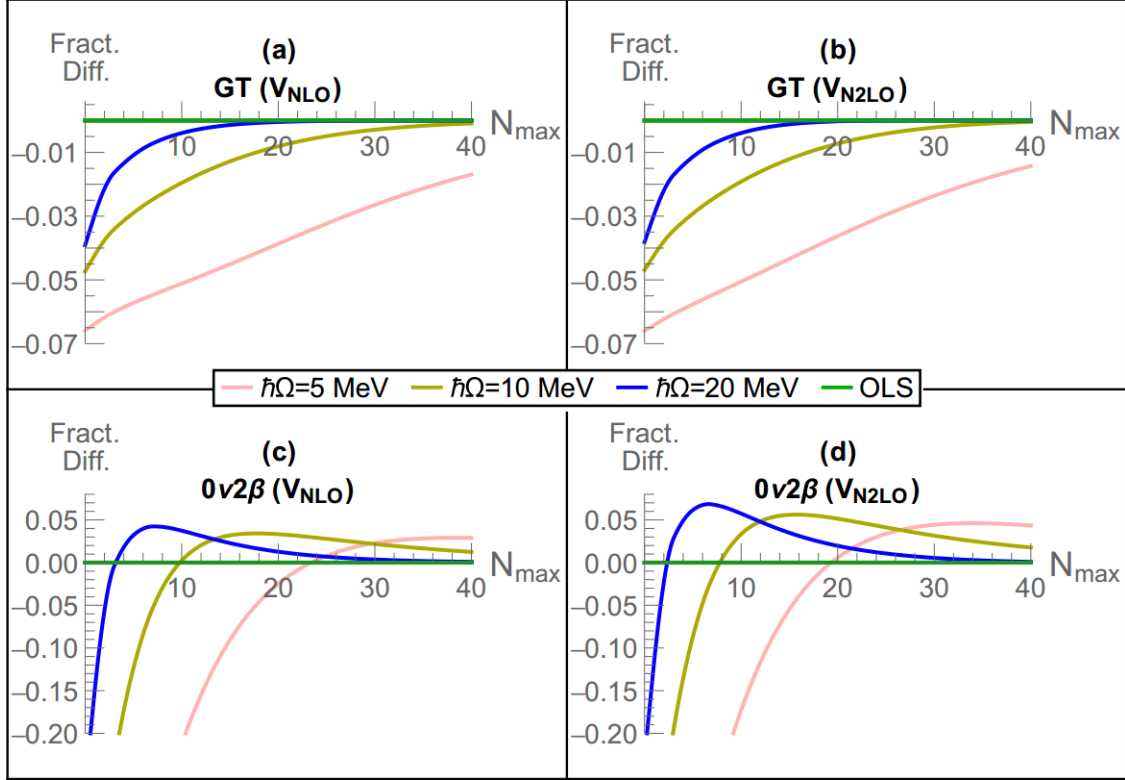 Fract.
Diff.
(a)
GT (V_NLO)
N_max
10 20 30 40
−0.01
−0.03
−0.05
−0.07
Fract.
Diff.
(b)
GT (V_N2LO)
N_max
10 20 30 40
−0.01
−0.03
−0.05
−0.07
ℏΩ=5 MeV ℏΩ=10 MeV ℏΩ=20 MeV OLS
Fract.
Diff.
(c)
0ν2β (V_NLO)
0.05
0.00
N_max
10 20 30 40
−0.05
−0.10
−0.15
−0.20
Fract.
Diff.
(d)
0ν2β (V_N2LO)
0.05
0.00
N_max
10 20 30 40
−0.05
−0.10
−0.15
−0.20